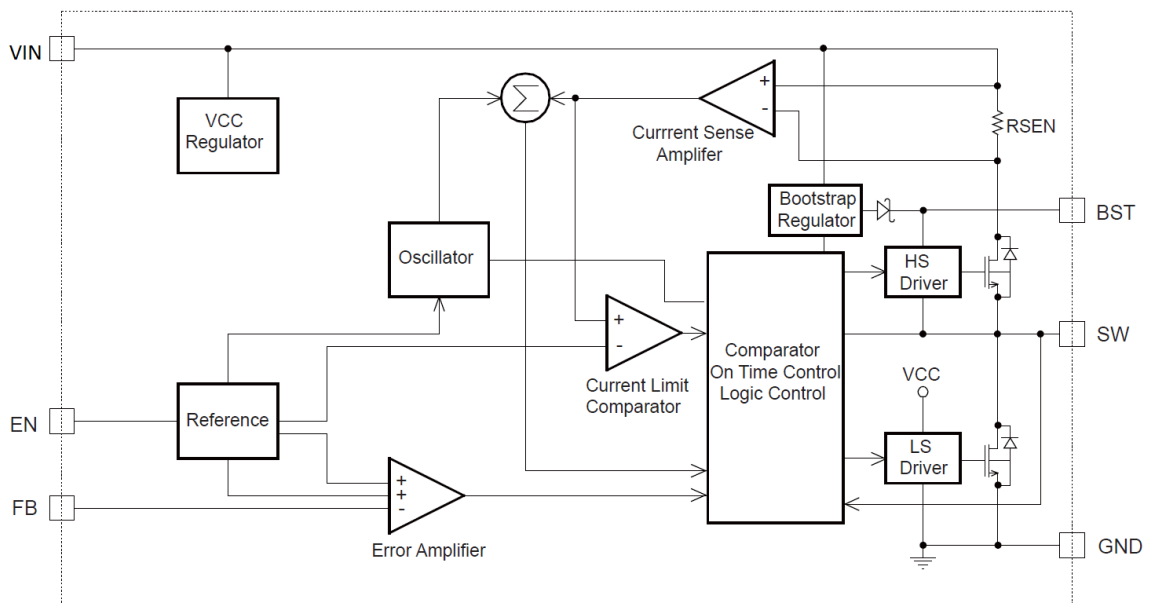 VIN
+
-
Σ
VCC
Regulator
Currrent Sense
Amplifer
RSEN
Bootstrap
Regulator
BST
Oscillator
HS
Driver
+
-
SW
Comparator
On Time Control
Logic Control
Current Limit
Comparator
VCC
EN
Reference
LS
Driver
+
+
-
FB
Error Amplifier
GND